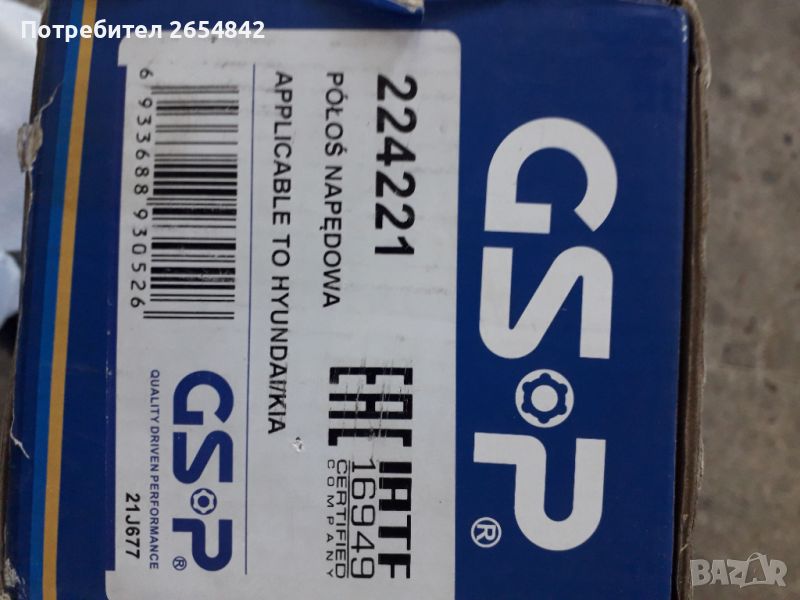 Потребител 2654842
GSP®
224221
PÓŁOŚ NAPĘDOWA
APPLICABLE TO HYUNDAI/KIA
6 933688 930526
EAC
IATF
16949
CERTIFIED
COMPANY
GSP®
QUALITY DRIVEN PERFORMANCE
21J677
BAZAR